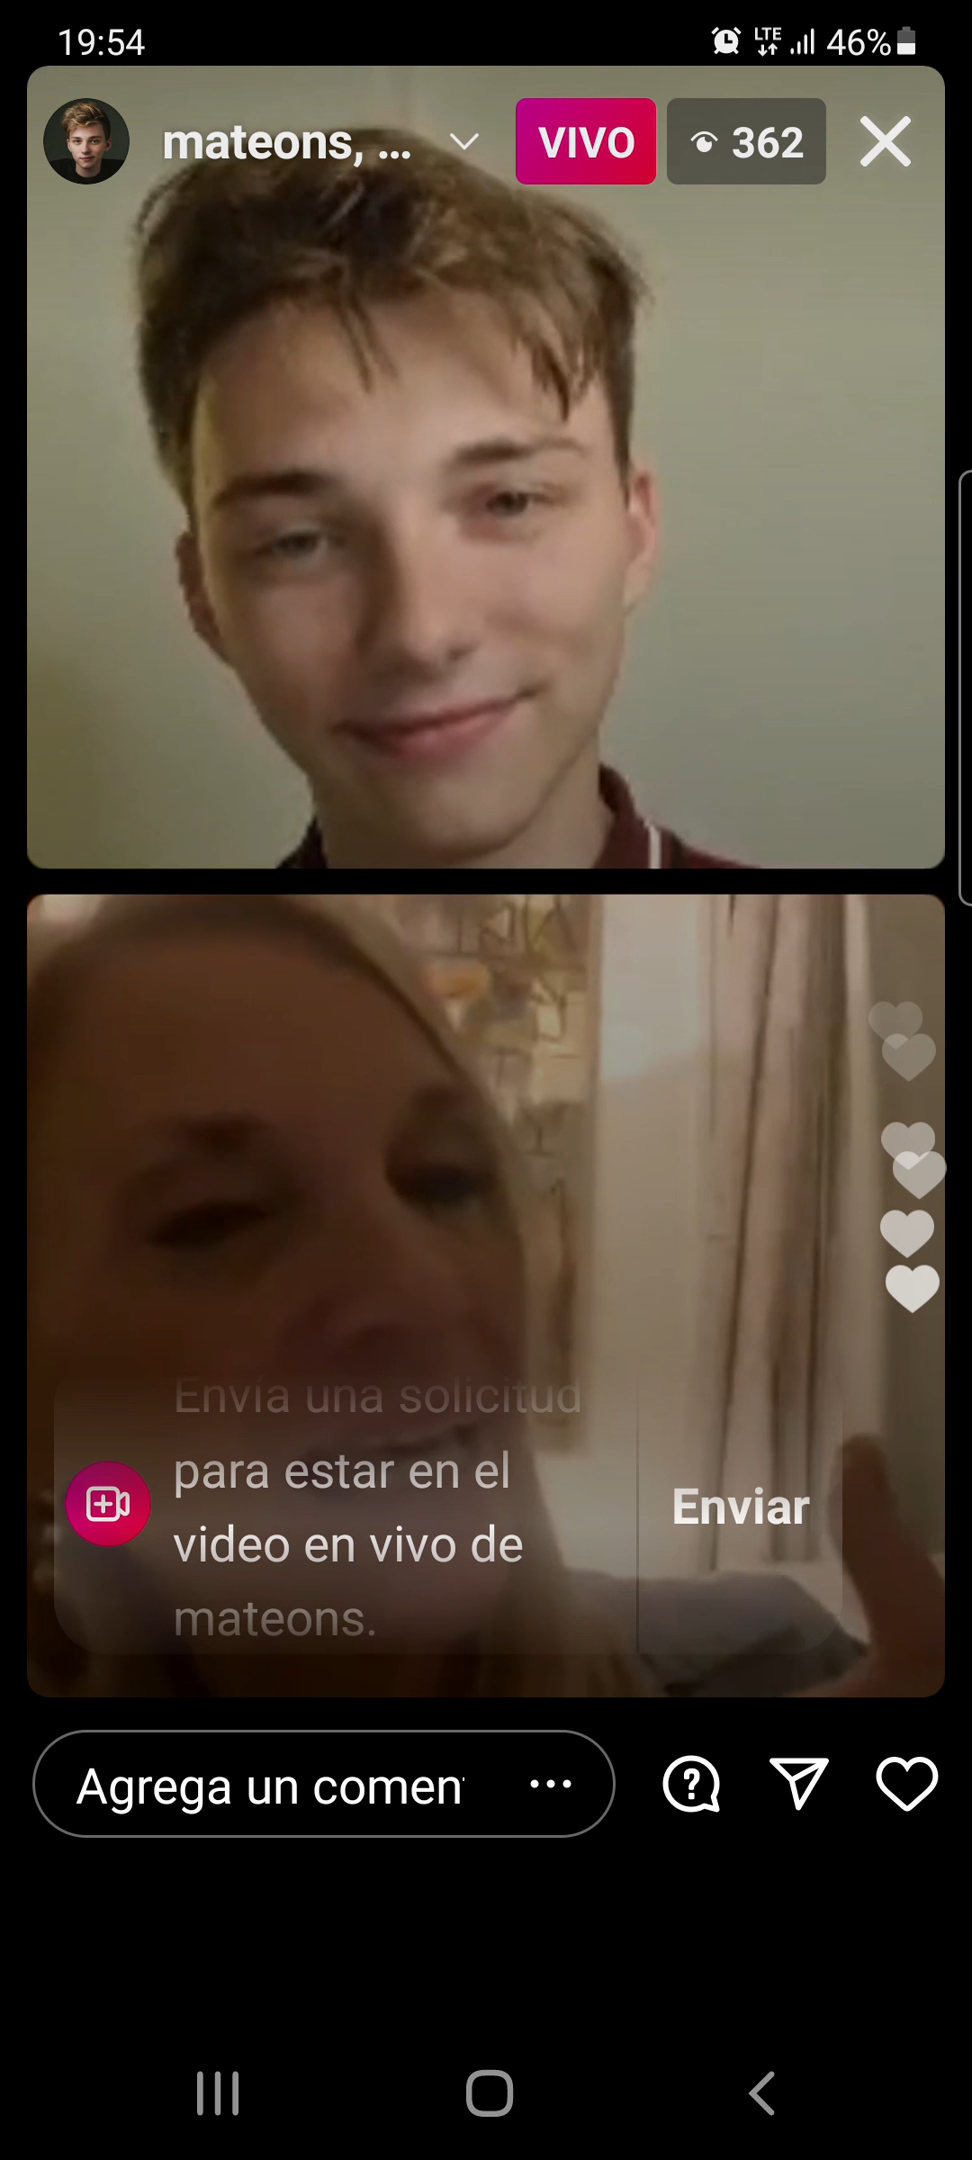 19:54 LTE 46%
mateons, ... VIVO 362
Envía una solicitud
para estar en el
video en vivo de
mateons.
Enviar
Agrega un comen